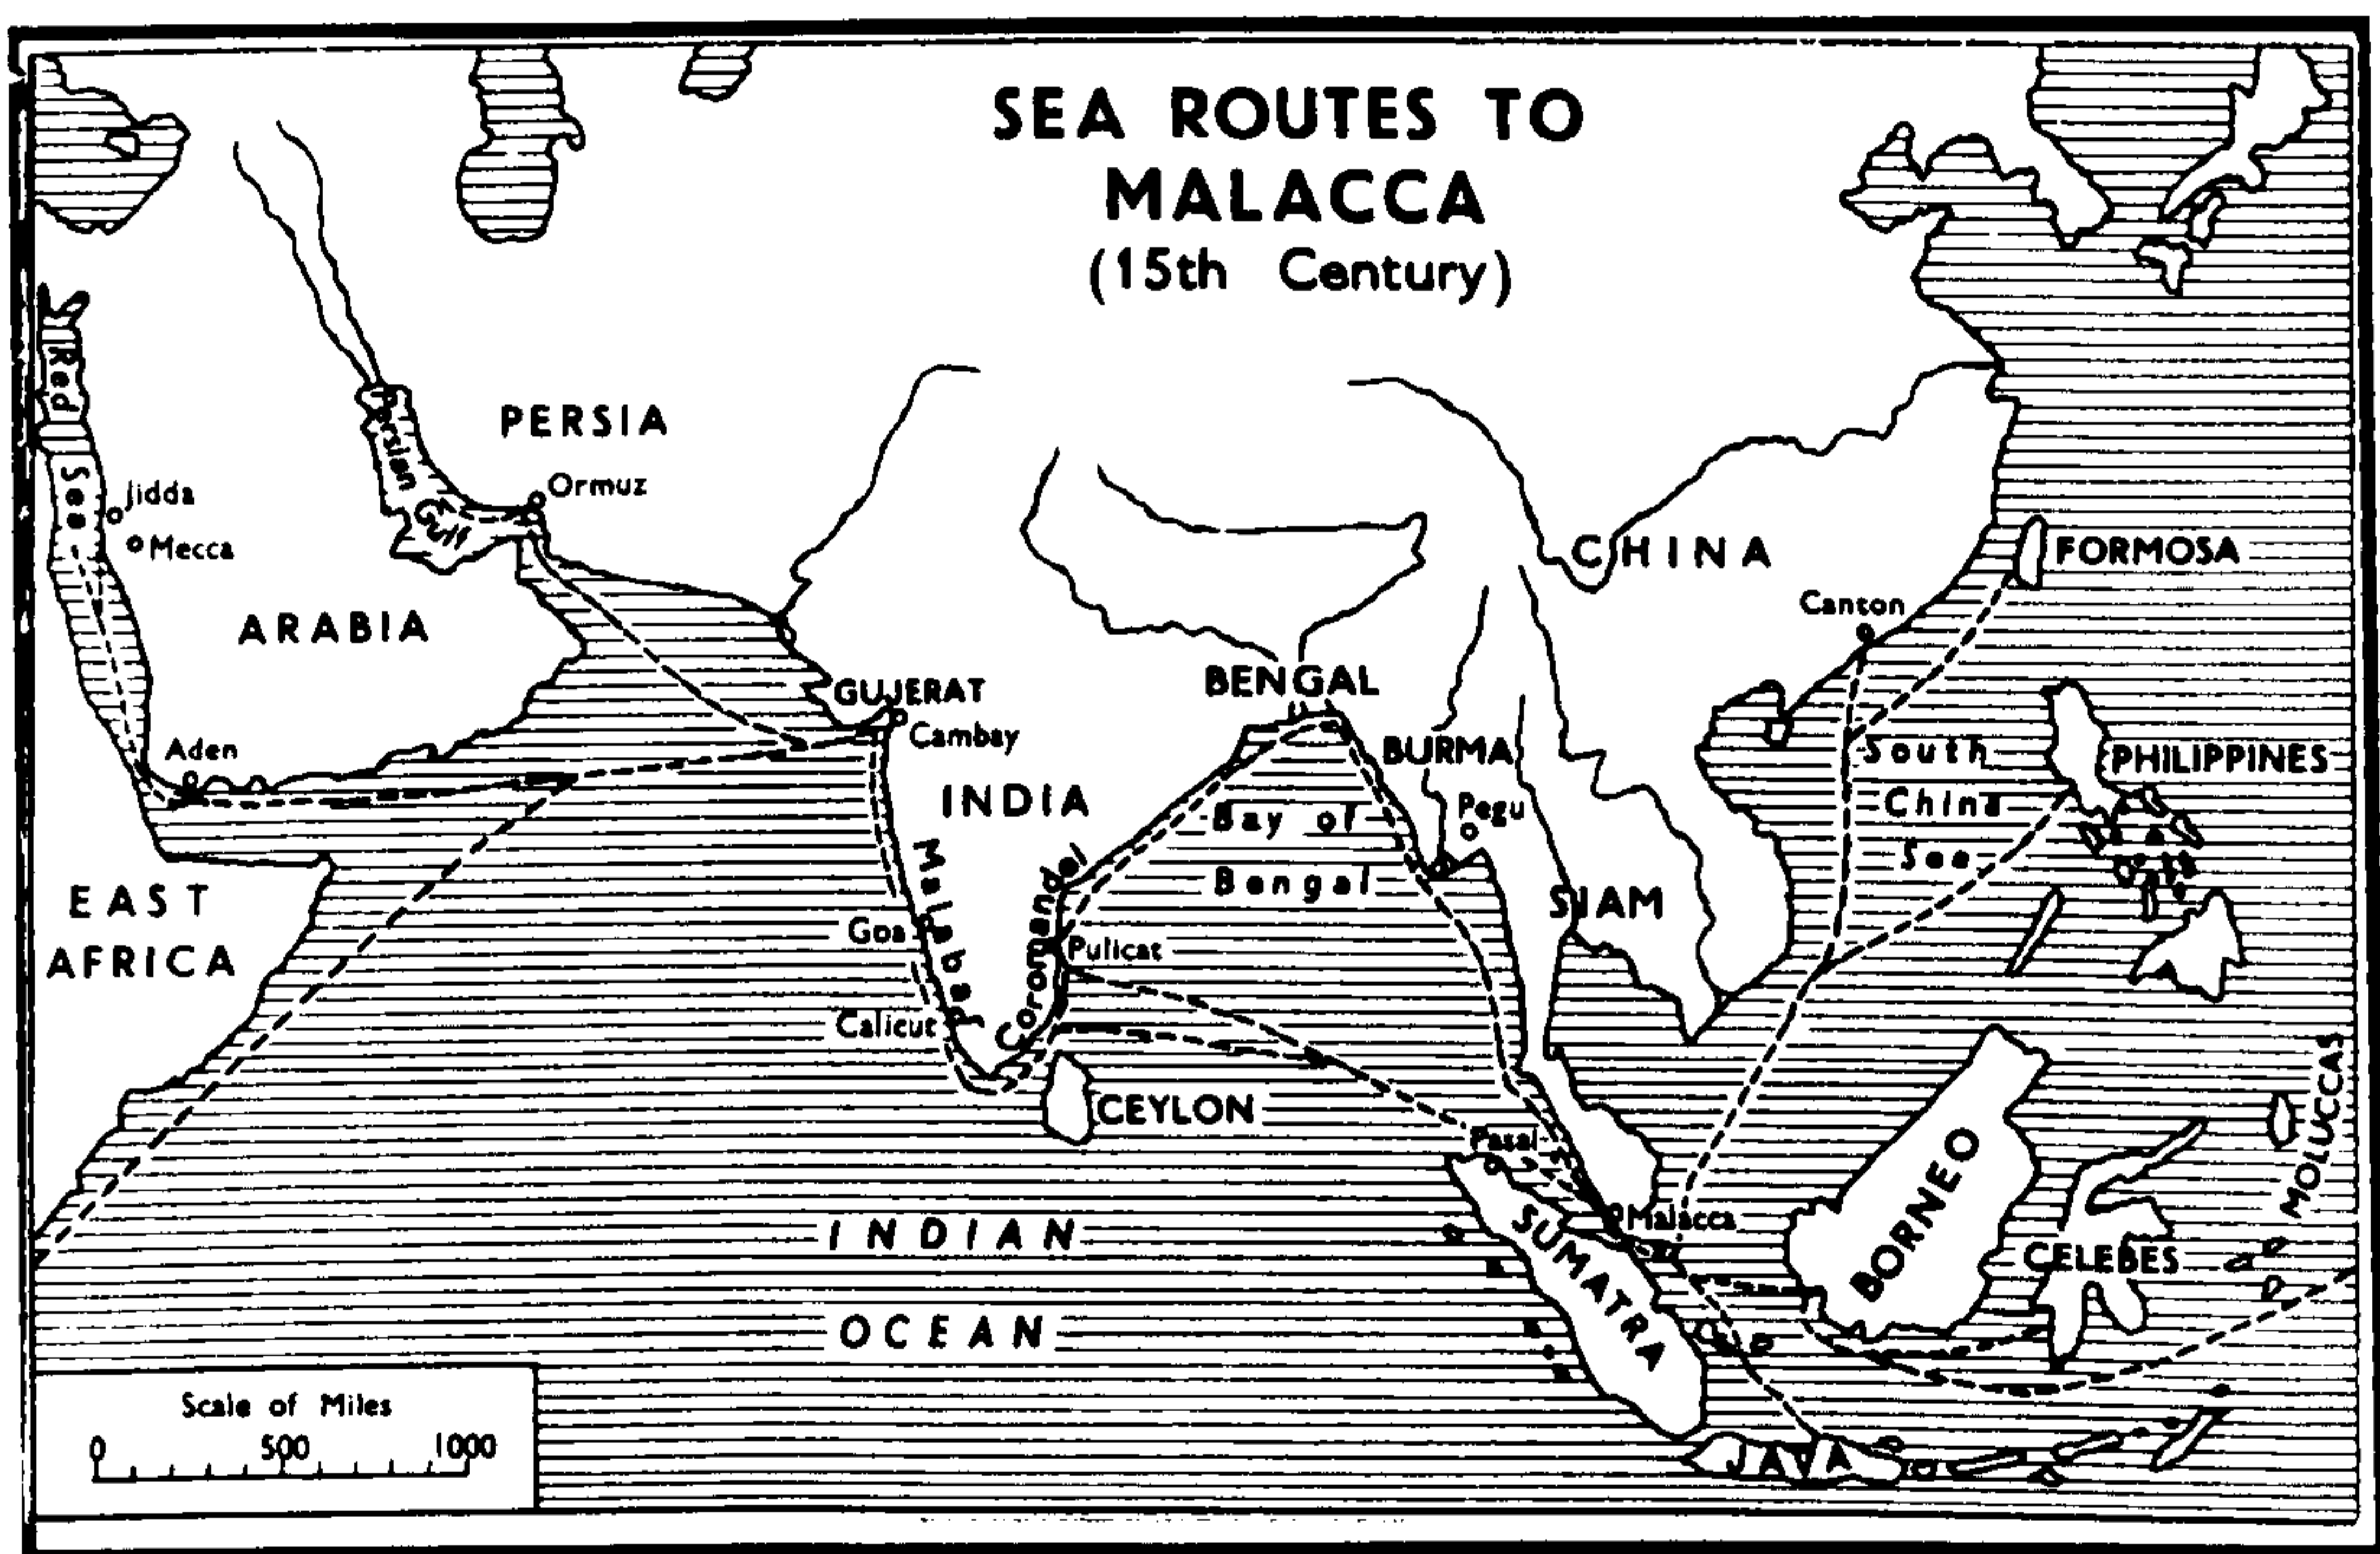 SEA ROUTES TO
MALACCA
(15th Century)
Red Sea
Persian Gulf
PERSIA
Ormuz
Jidda
Mecca
ARABIA
Aden
EAST
AFRICA
GUJERAT
Cambay
INDIA
Malabar
Goa
Calicut
Coromandel
Pulicat
CEYLON
BENGAL
Bay of
Bengal
BURMA
Pegu
SIAM
CHINA
Canton
FORMOSA
South
China
Sea
PHILIPPINES
Pasai
Malacca
SUMATRA
BORNEO
CELEBES
MOLUCCAS
JAVA
INDIAN
OCEAN
Scale of Miles
0 500 1000